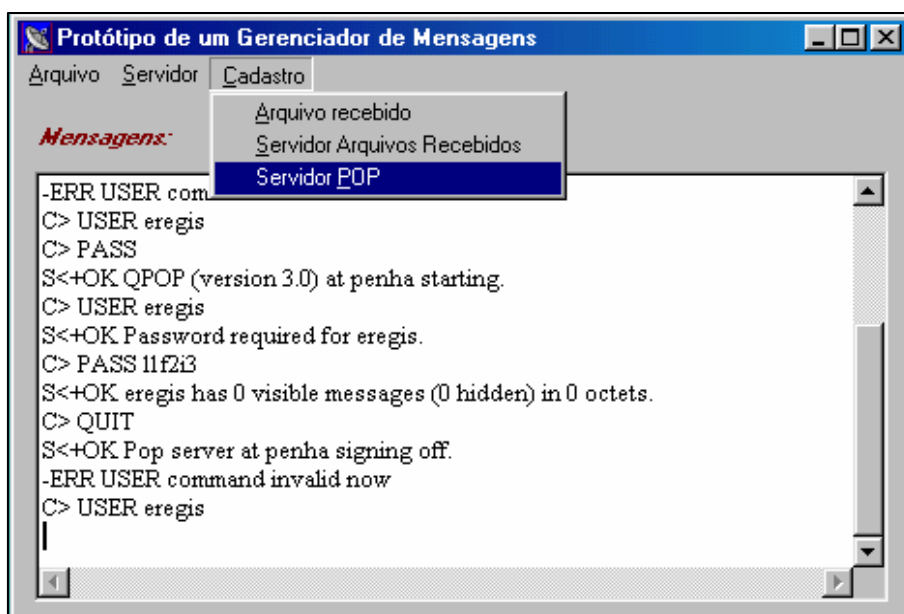 Protótipo de um Gerenciador de Mensagens
Arquivo Servidor Cadastro
Arquivo recebido
Servidor Arquivos Recebidos
Servidor POP
Mensagens:
-ERR USER com
C> USER eregis
C> PASS
S<+OK QPOP (version 3.0) at penha starting.
C> USER eregis
S<+OK Password required for eregis.
C> PASS l1f2i3
S<+OK eregis has 0 visible messages (0 hidden) in 0 octets.
C> QUIT
S<+OK Pop server at penha signing off.
-ERR USER command invalid now
C> USER eregis